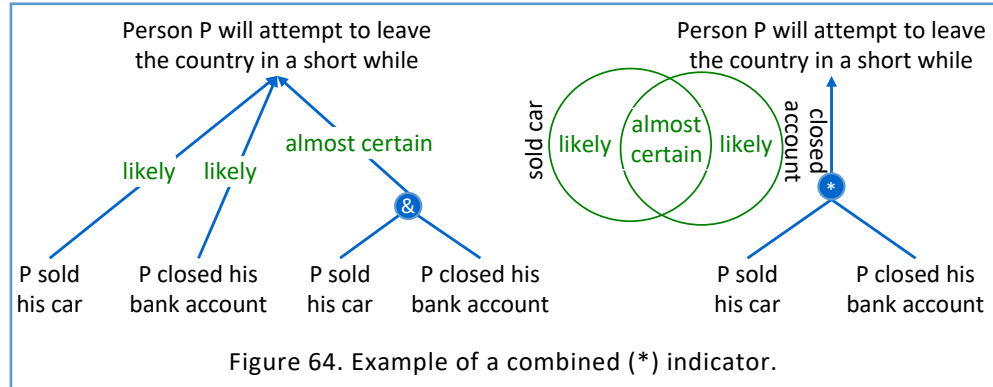 Person P will attempt to leave
the country in a short while
likely
likely
almost certain
&
P sold
his car
P closed his
bank account
P sold
his car
P closed his
bank account
Person P will attempt to leave
the country in a short while
sold car
likely
almost
certain
likely
closed
account
*
P sold
his car
P closed his
bank account
Figure 64. Example of a combined (*) indicator.